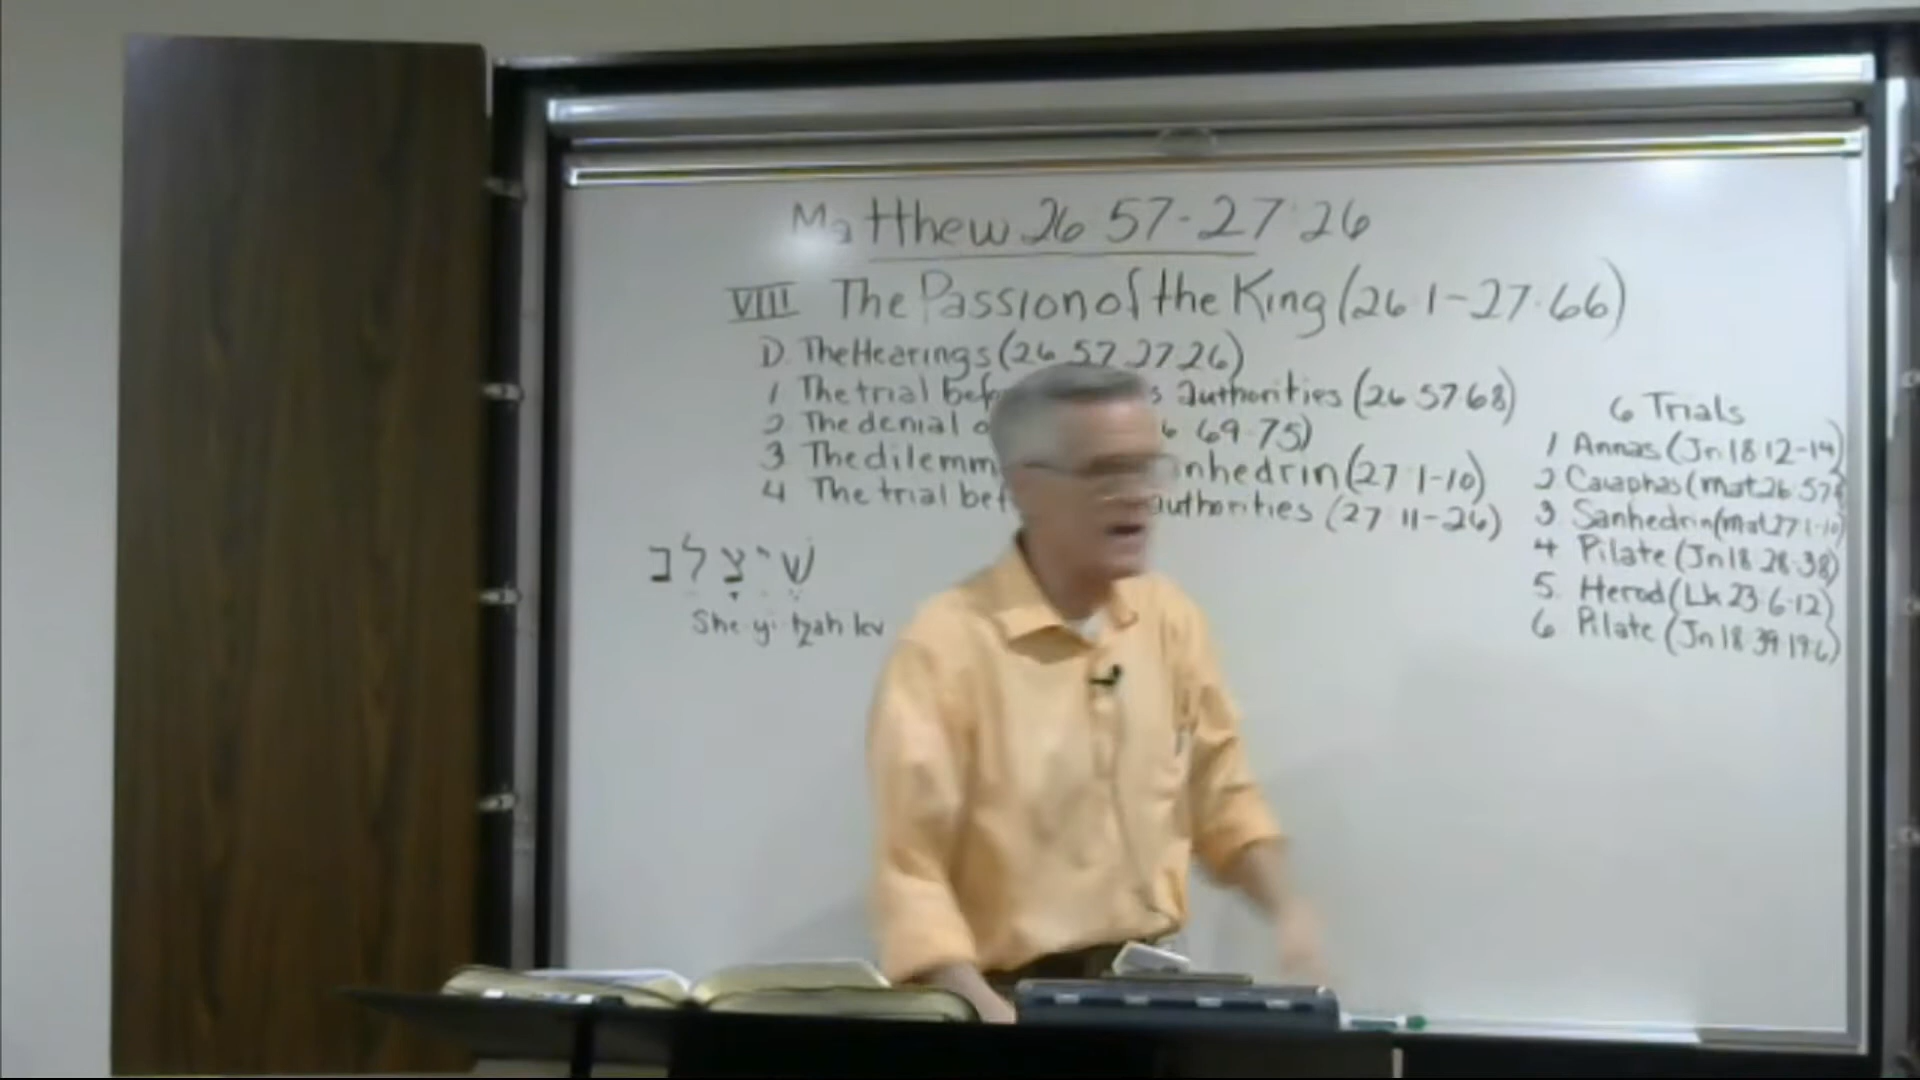 Matthew 26:57-27:26
VIII The Passion of the King (26:1-27:66)
D. The Hearings (26:57-27:26)
1 The trial bef s authorities (26:57-68)
2 The denial o 69-75)
3 The dilemm nhedrin (27:1-10)
4 The trial bef authorities (27:11-26)
שֶׁיִצָלֵב
She-yi-tzah lev
6 Trials
1 Annas (Jn 18:12-14)
2 Caiaphas (Mat 26:57
3 Sanhedrin (Mat 27:1-10)
4 Pilate (Jn 18:28-38)
5. Herod (Lk 23:6-12)
6 Pilate (Jn 18:39-19:6)